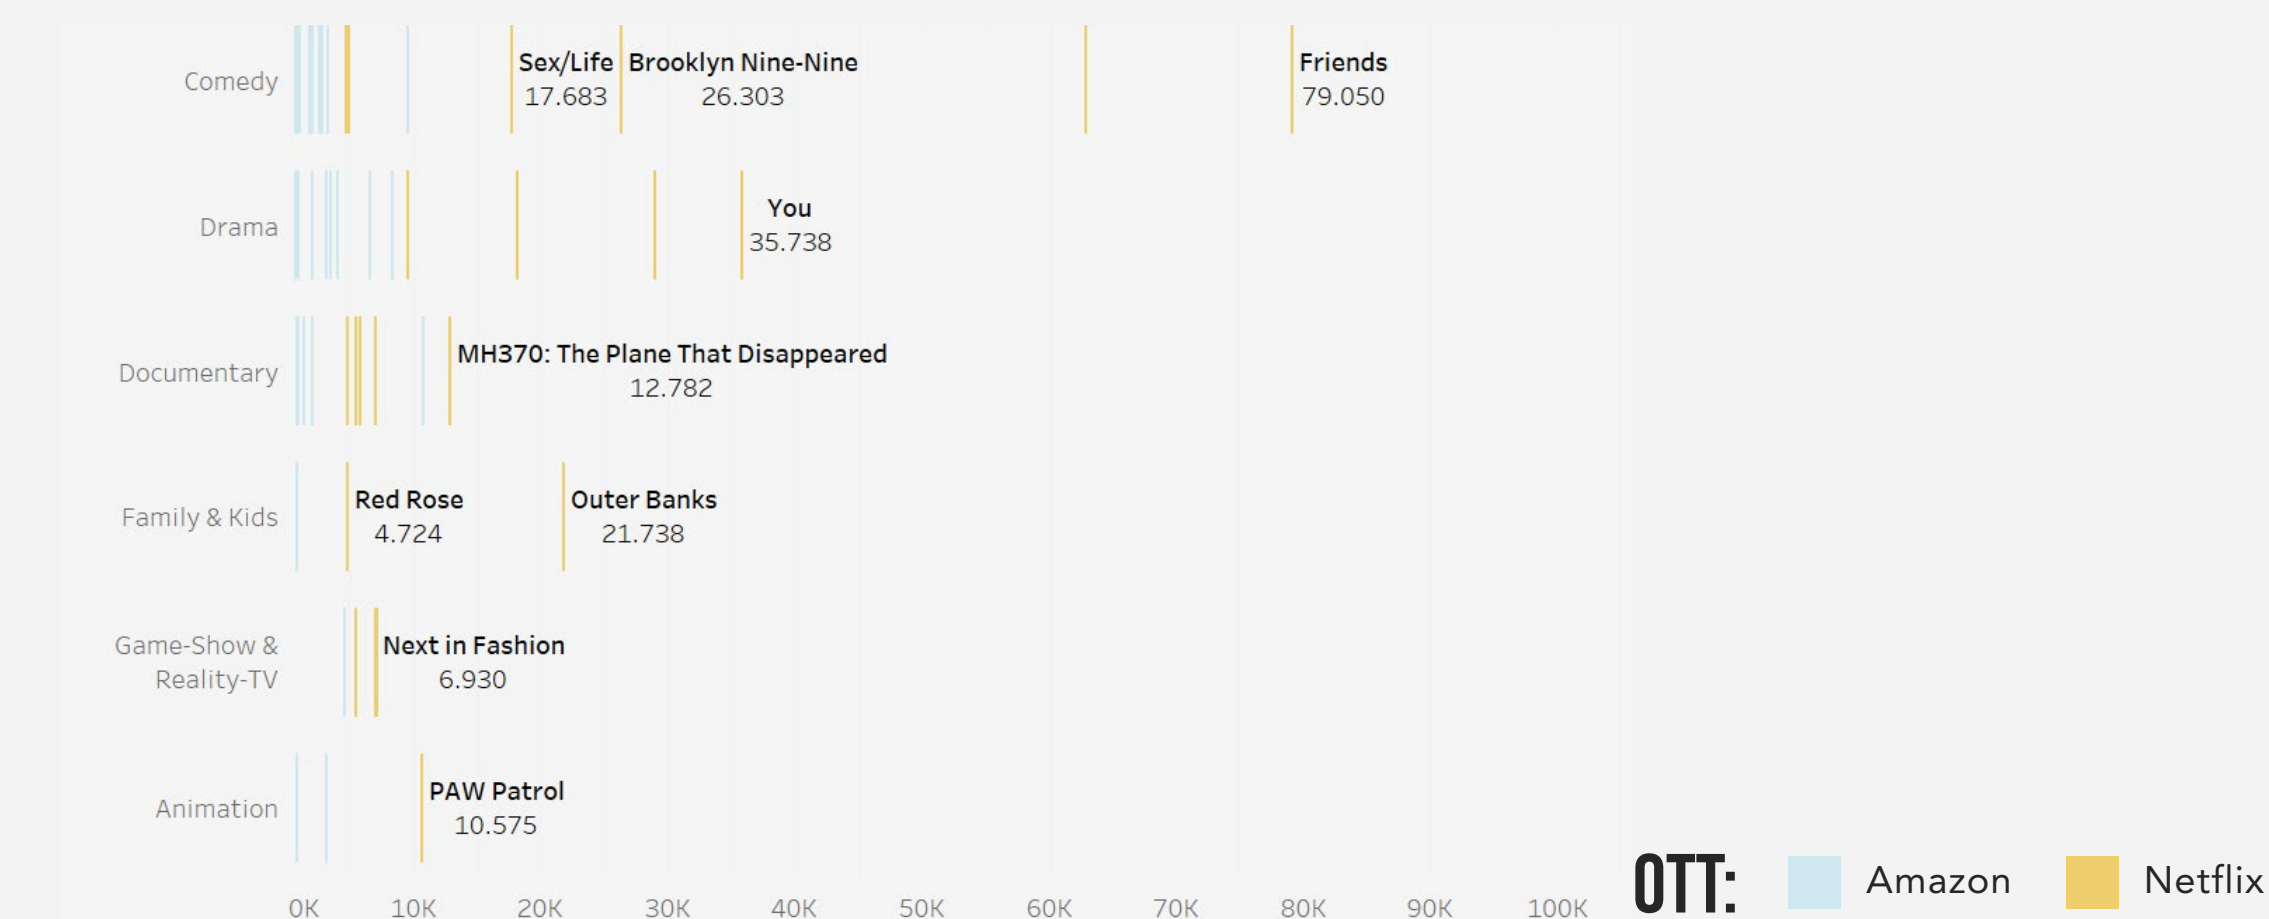 Comedy
Sex/Life
17.683
Brooklyn Nine-Nine
26.303
Friends
79.050
Drama
You
35.738
Documentary
MH370: The Plane That Disappeared
12.782
Family & Kids
Red Rose
4.724
Outer Banks
21.738
Game-Show &
Reality-TV
Next in Fashion
6.930
Animation
PAW Patrol
10.575
0K 10K 20K 30K 40K 50K 60K 70K 80K 90K 100K
OTT: Amazon Netflix